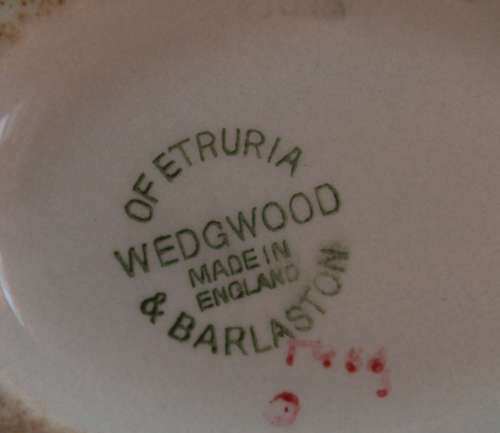 OF ETRURIA
WEDGWOOD
MADE IN
ENGLAND
& BARLASTON